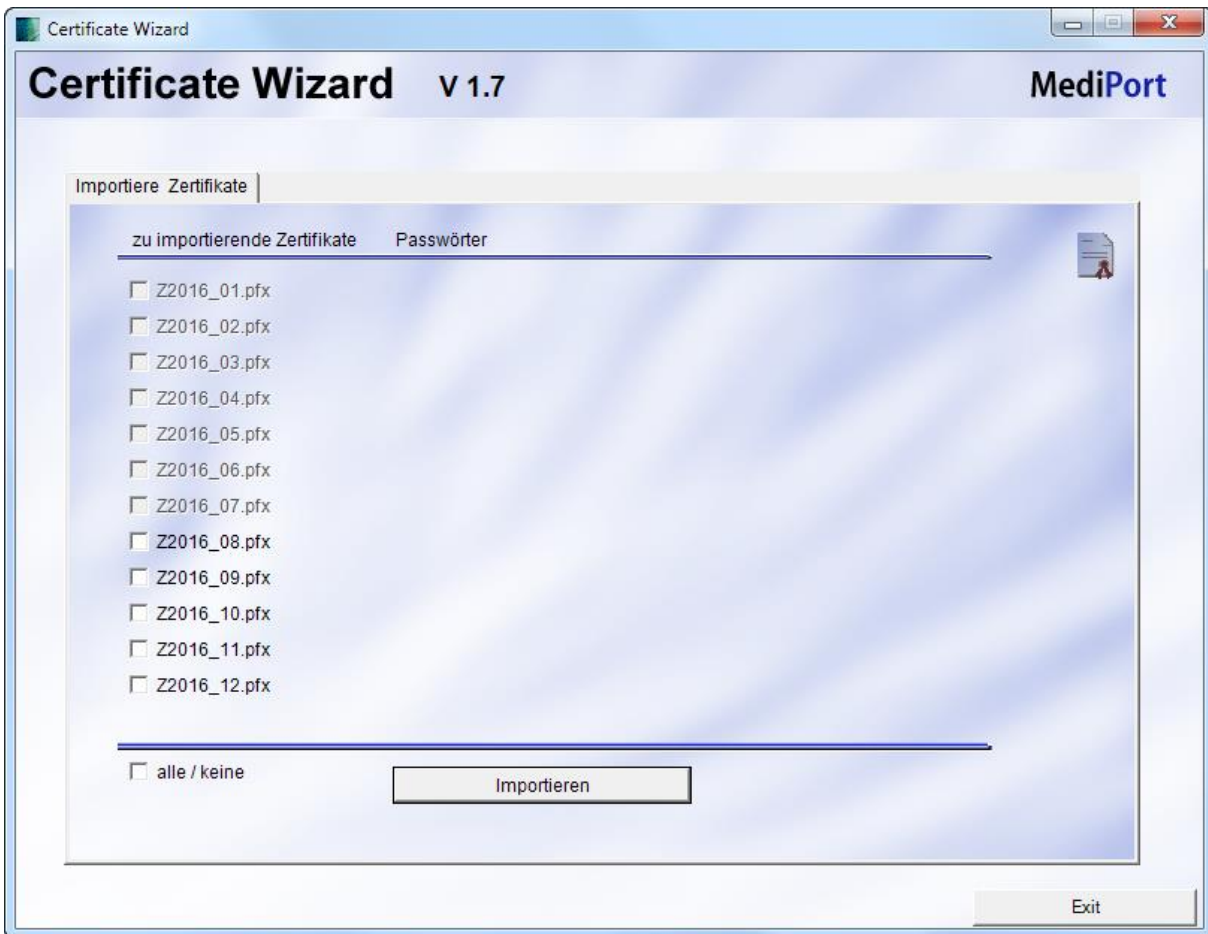 Certificate Wizard
Certificate Wizard V 1.7 MediPort
Importiere Zertifikate
zu importierende Zertifikate Passwörter
Z2016_01.pfx
Z2016_02.pfx
Z2016_03.pfx
Z2016_04.pfx
Z2016_05.pfx
Z2016_06.pfx
Z2016_07.pfx
Z2016_08.pfx
Z2016_09.pfx
Z2016_10.pfx
Z2016_11.pfx
Z2016_12.pfx
alle / keine Importieren
Exit